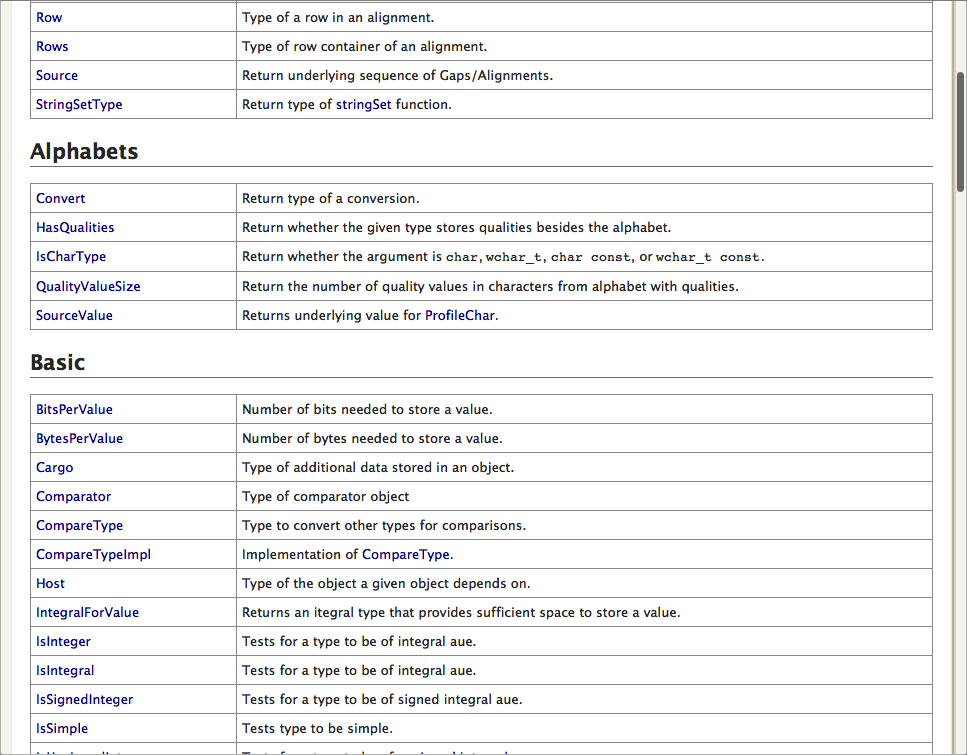 Row Type of a row in an alignment.
Rows Type of row container of an alignment.
Source Return underlying sequence of Gaps/Alignments.
StringSetType Return type of stringSet function.
Alphabets
Convert Return type of a conversion.
HasQualities Return whether the given type stores qualities besides the alphabet.
IsCharType Return whether the argument is char, wchar_t, char const, or wchar_t const.
QualityValueSize Return the number of quality values in characters from alphabet with qualities.
SourceValue Returns underlying value for ProfileChar.
Basic
BitsPerValue Number of bits needed to store a value.
BytesPerValue Number of bytes needed to store a value.
Cargo Type of additional data stored in an object.
Comparator Type of comparator object
CompareType Type to convert other types for comparisons.
CompareTypeImpl Implementation of CompareType.
Host Type of the object a given object depends on.
IntegralForValue Returns an itegral type that provides sufficient space to store a value.
IsInteger Tests for a type to be of integral aue.
IsIntegral Tests for a type to be of integral aue.
IsSignedInteger Tests for a type to be of signed integral aue.
IsSimple Tests type to be simple.